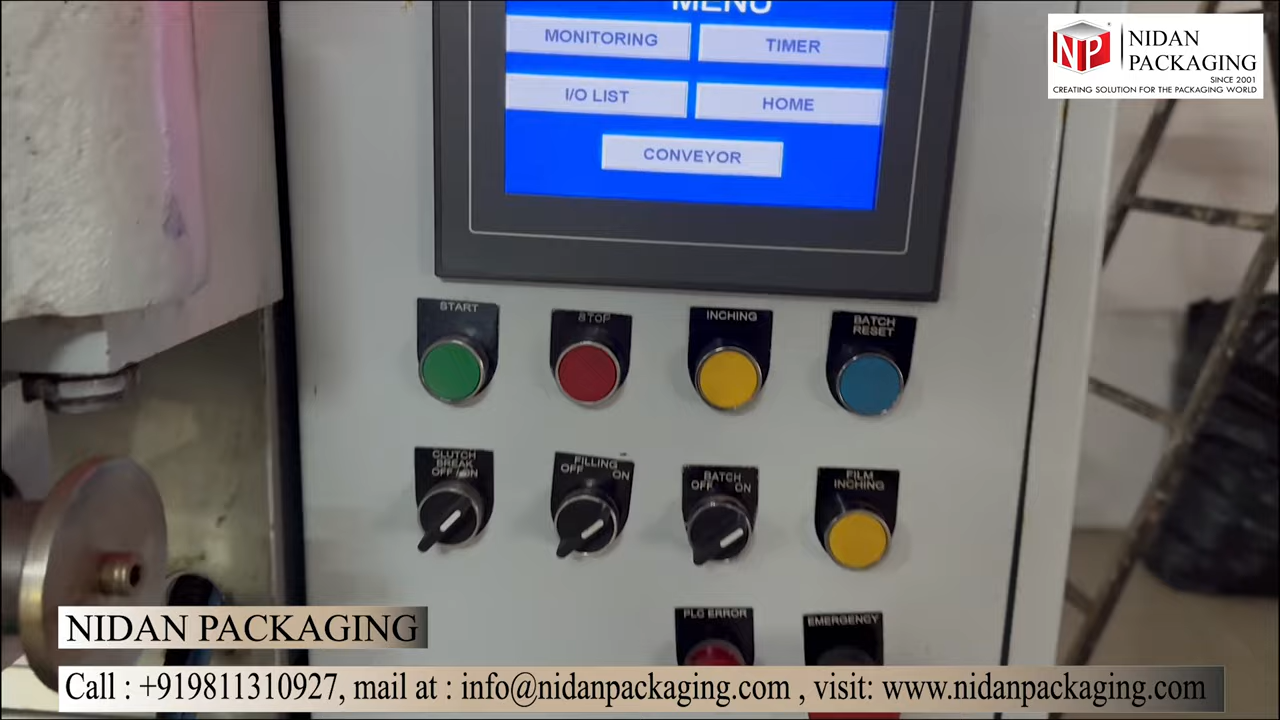 MENU
MONITORING
TIMER
I/O LIST
HOME
CONVEYOR
NP
NIDAN
PACKAGING
SINCE 2001
CREATING SOLUTION FOR THE PACKAGING WORLD
START
STOP
INCHING
BATCH
RESET
CLUTCH
BREAK
OFF / ON
FILLING
OFF ON
BATCH
OFF ON
FILM
INCHING
PLC ERROR
EMERGENCY
NIDAN PACKAGING
Call : +919811310927, mail at : info@nidanpackaging.com , visit: www.nidanpackaging.com